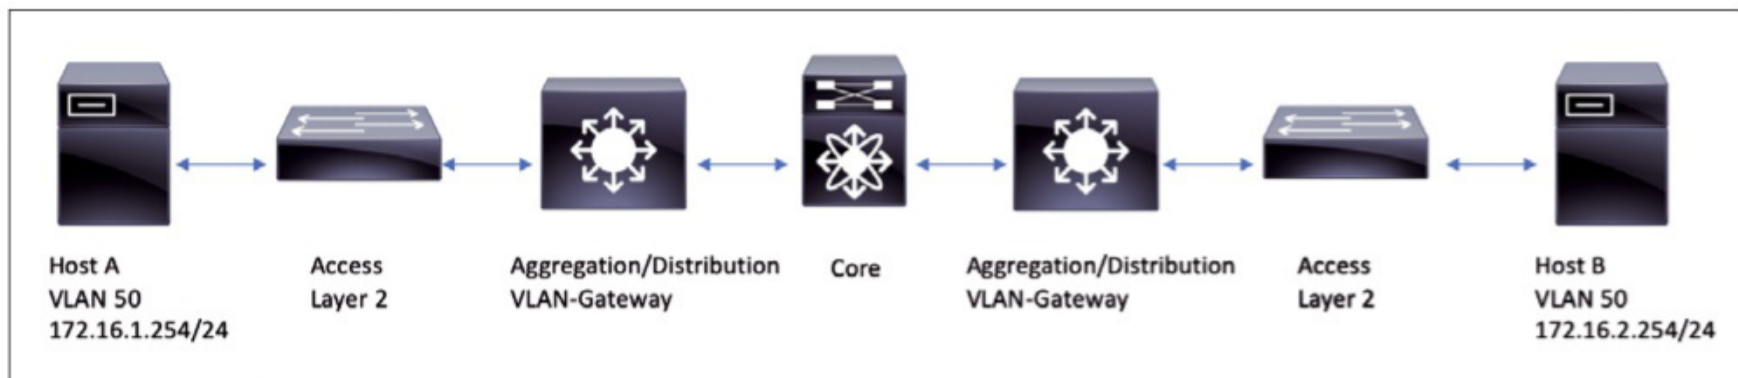 Host A
VLAN 50
172.16.1.254/24
Access
Layer 2
Aggregation/Distribution
VLAN-Gateway
Core
Aggregation/Distribution
VLAN-Gateway
Access
Layer 2
Host B
VLAN 50
172.16.2.254/24